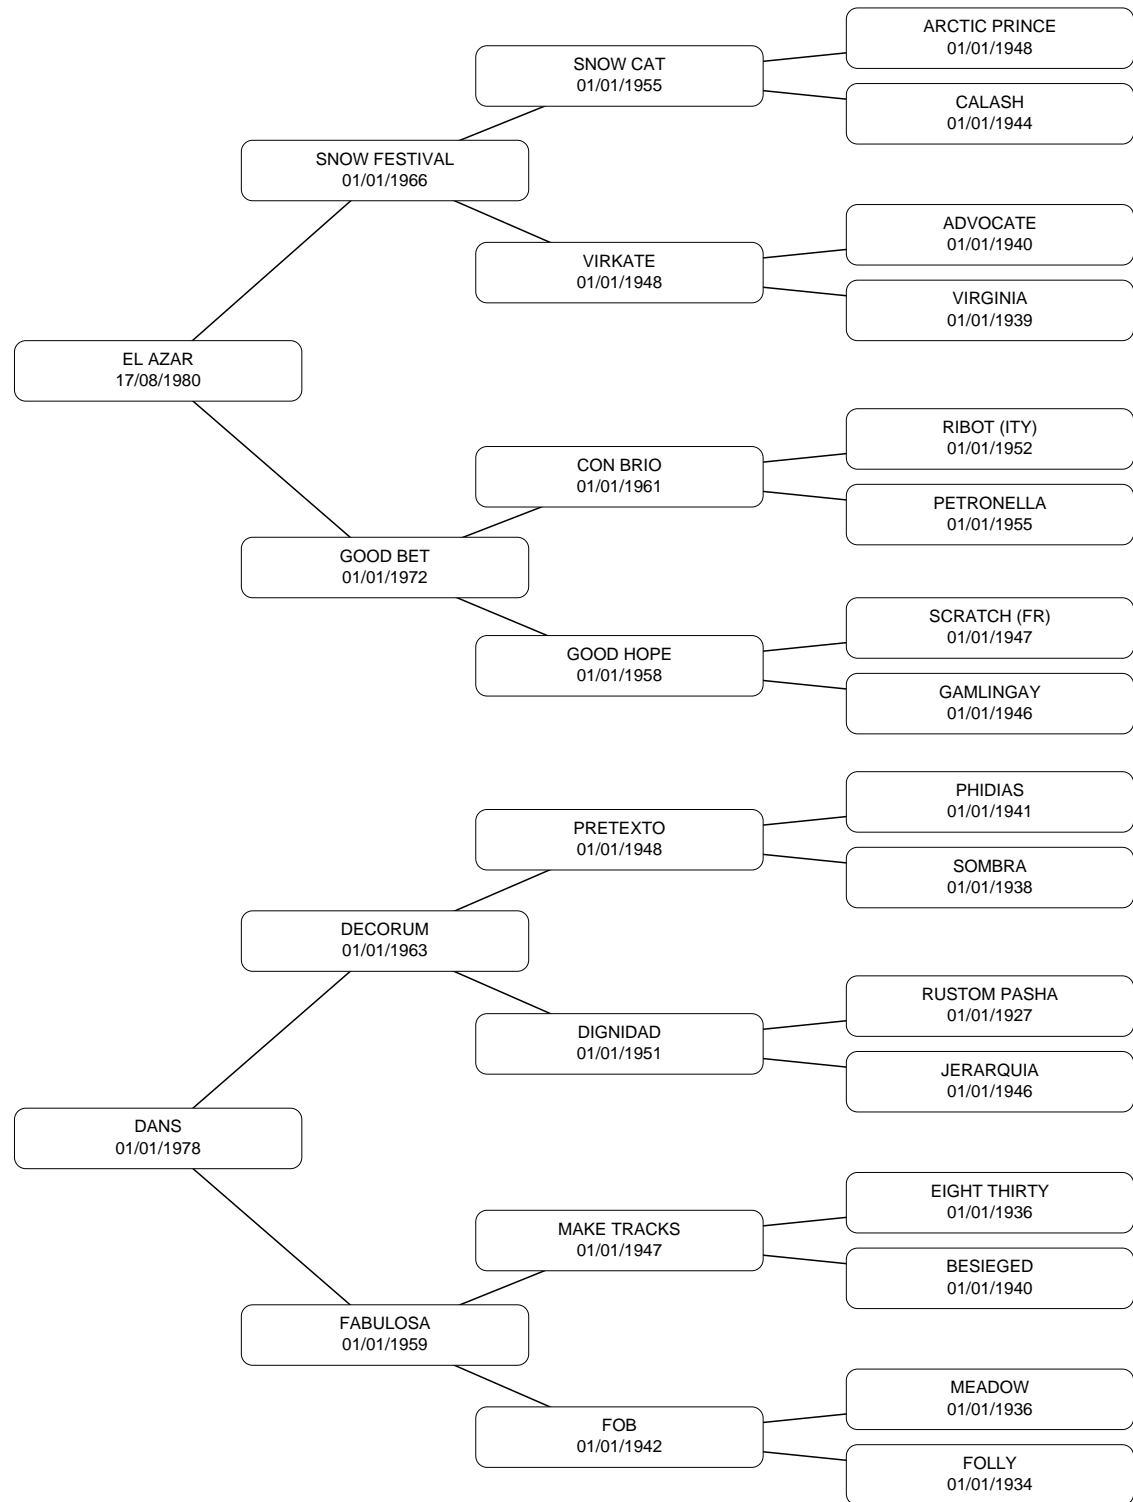 ARCTIC PRINCE
01/01/1948
SNOW CAT
01/01/1955
CALASH
01/01/1944
SNOW FESTIVAL
01/01/1966
ADVOCATE
01/01/1940
VIRKATE
01/01/1948
VIRGINIA
01/01/1939
EL AZAR
17/08/1980
RIBOT (ITY)
01/01/1952
CON BRIO
01/01/1961
PETRONELLA
01/01/1955
GOOD BET
01/01/1972
SCRATCH (FR)
01/01/1947
GOOD HOPE
01/01/1958
GAMLINGAY
01/01/1946
PHIDIAS
01/01/1941
PRETEXTO
01/01/1948
SOMBRA
01/01/1938
DECORUM
01/01/1963
RUSTOM PASHA
01/01/1927
DIGNIDAD
01/01/1951
JERARQUIA
01/01/1946
DANS
01/01/1978
EIGHT THIRTY
01/01/1936
MAKE TRACKS
01/01/1947
BESIEGED
01/01/1940
FABULOSA
01/01/1959
MEADOW
01/01/1936
FOB
01/01/1942
FOLLY
01/01/1934